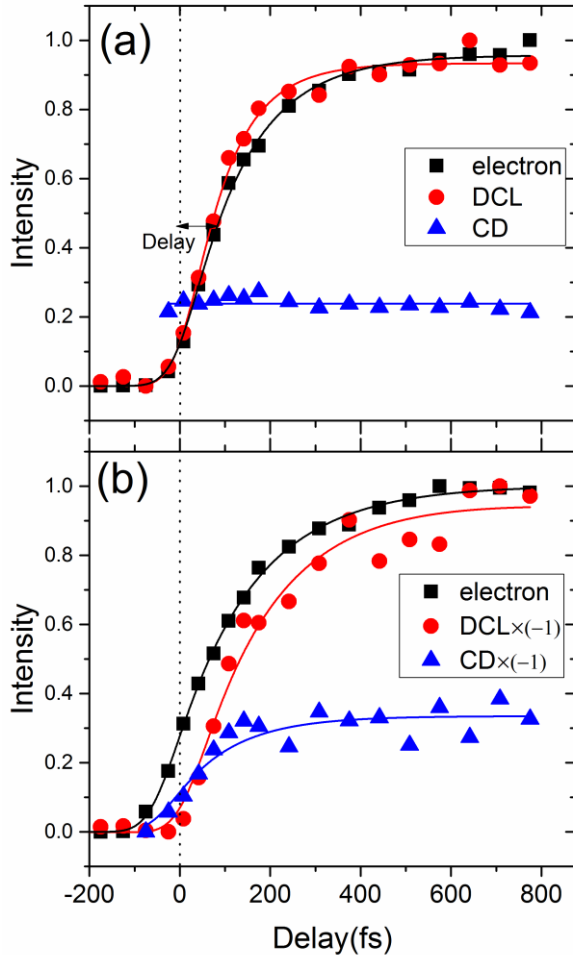 (a)
1.0
0.8
0.6
0.4
0.2
0.0
Intensity
Delay
electron
DCL
CD
(b)
1.0
0.8
0.6
0.4
0.2
0.0
Intensity
electron
DCL×(−1)
CD×(−1)
-200 0 200 400 600 800
Delay(fs)